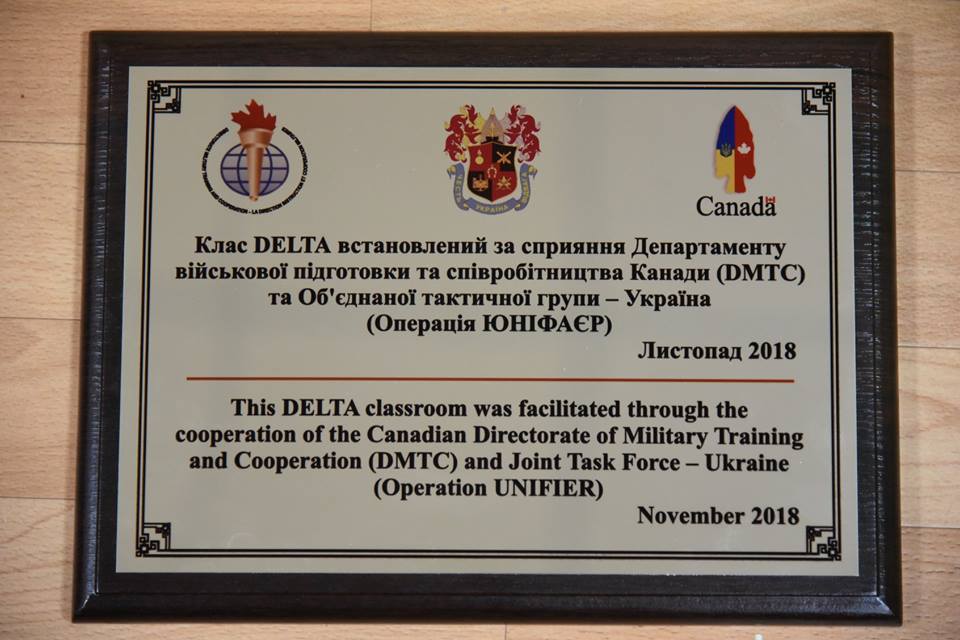 ЧЕСТЬ УКРАЇНА
Canada
Клас DELTA встановлений за сприяння Департаменту
військової підготовки та співробітництва Канади (DMTC)
та Об'єднаної тактичної групи – Україна
(Операція ЮНІФАЄР)
Листопад 2018
This DELTA classroom was facilitated through the
cooperation of the Canadian Directorate of Military Training
and Cooperation (DMTC) and Joint Task Force – Ukraine
(Operation UNIFIER)
November 2018